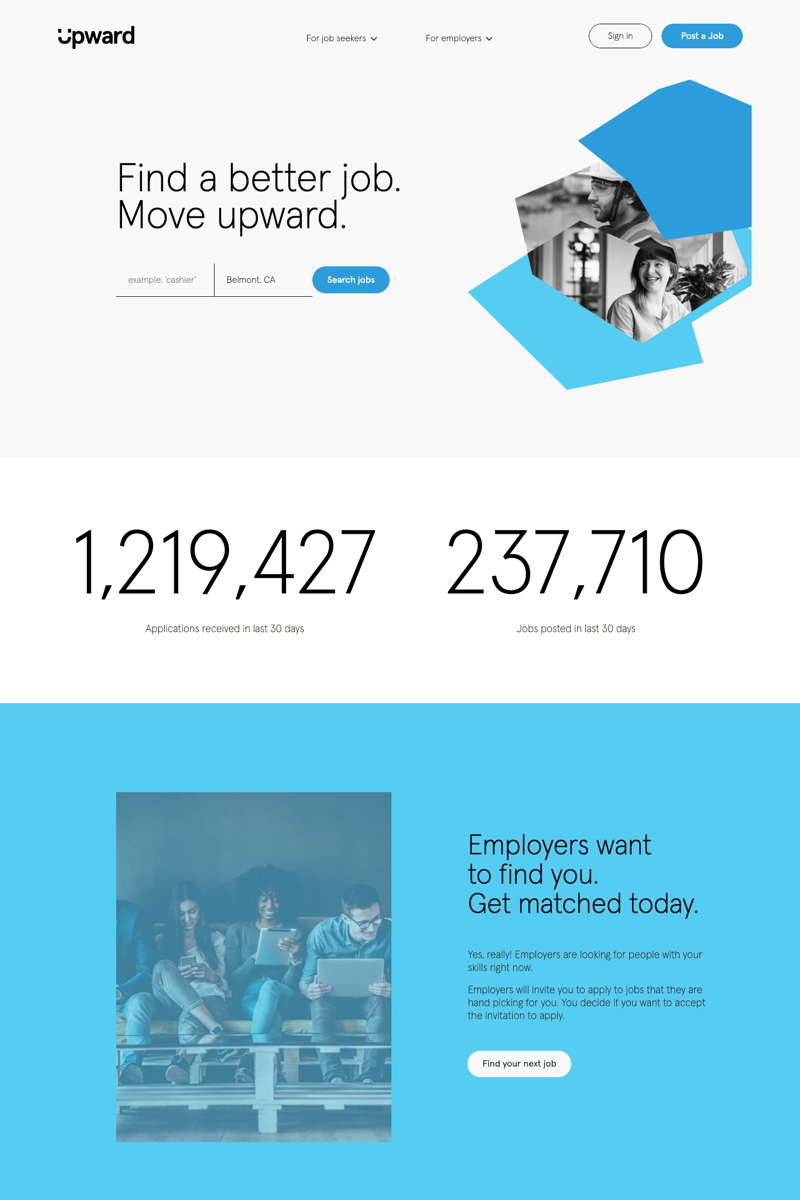 Upward
For job seekers
For employers
Sign in
Post a Job
Find a better job.
Move upward.
example: 'cashier'
Belmont, CA
Search jobs
1,219,427
Applications received in last 30 days
237,710
Jobs posted in last 30 days
Employers want
to find you.
Get matched today.
Yes, really! Employers are looking for people with your
skills right now.
Employers will invite you to apply to jobs that they are
hand picking for you. You decide if you want to accept
the invitation to apply.
Find your next job